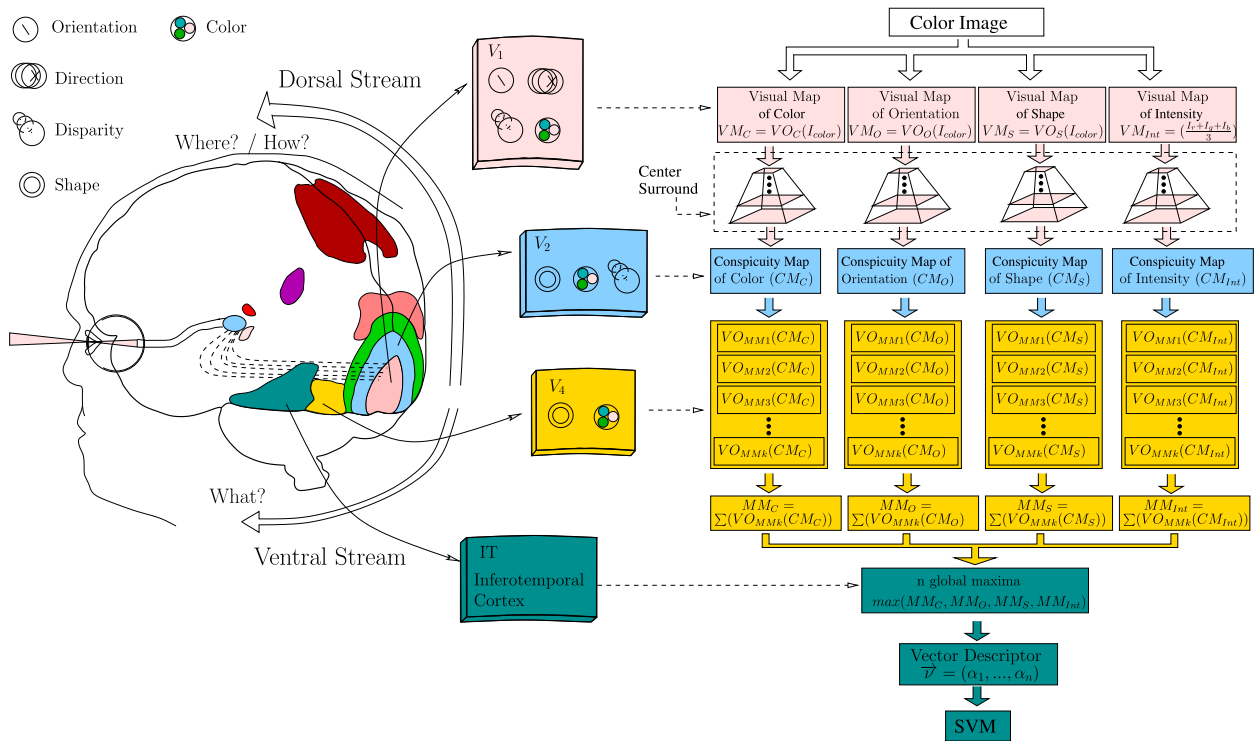 Orientation
Color
Direction
Disparity
Shape
Dorsal Stream
Where? / How?
What?
Ventral Stream
V₁
V₂
V₄
IT
Inferotemporal
Cortex
Color Image
Visual Map
of Color
VM_C = VO_C(I_color)
Visual Map
of Orientation
VM_O = VO_O(I_color)
Visual Map
of Shape
VM_S = VO_S(I_color)
Visual Map
of Intensity
VM_Int = (I_r+I_g+I_b / 3)
Center
Surround
Conspicuity Map
of Color (CM_C)
Conspicuity Map of
Orientation (CM_O)
Conspicuity Map
of Shape (CM_S)
Conspicuity Map
of Intensity (CM_Int)
VO_MM1(CM_C)
VO_MM2(CM_C)
VO_MM3(CM_C)
VO_MMk(CM_C)
VO_MM1(CM_O)
VO_MM2(CM_O)
VO_MM3(CM_O)
VO_MMk(CM_O)
VO_MM1(CM_S)
VO_MM2(CM_S)
VO_MM3(CM_S)
VO_MMk(CM_S)
VO_MM1(CM_Int)
VO_MM2(CM_Int)
VO_MM3(CM_Int)
VO_MMk(CM_Int)
MM_C =
∑(VO_MMk(CM_C))
MM_O =
∑(VO_MMk(CM_O)
MM_S =
∑(VO_MMk(CM_S))
MM_Int =
∑(VO_MMk(CM_Int))
n global maxima
max(MM_C, MM_O, MM_S, MM_Int)
Vector Descriptor
ν⃗ = (α₁, ..., α_n)
SVM